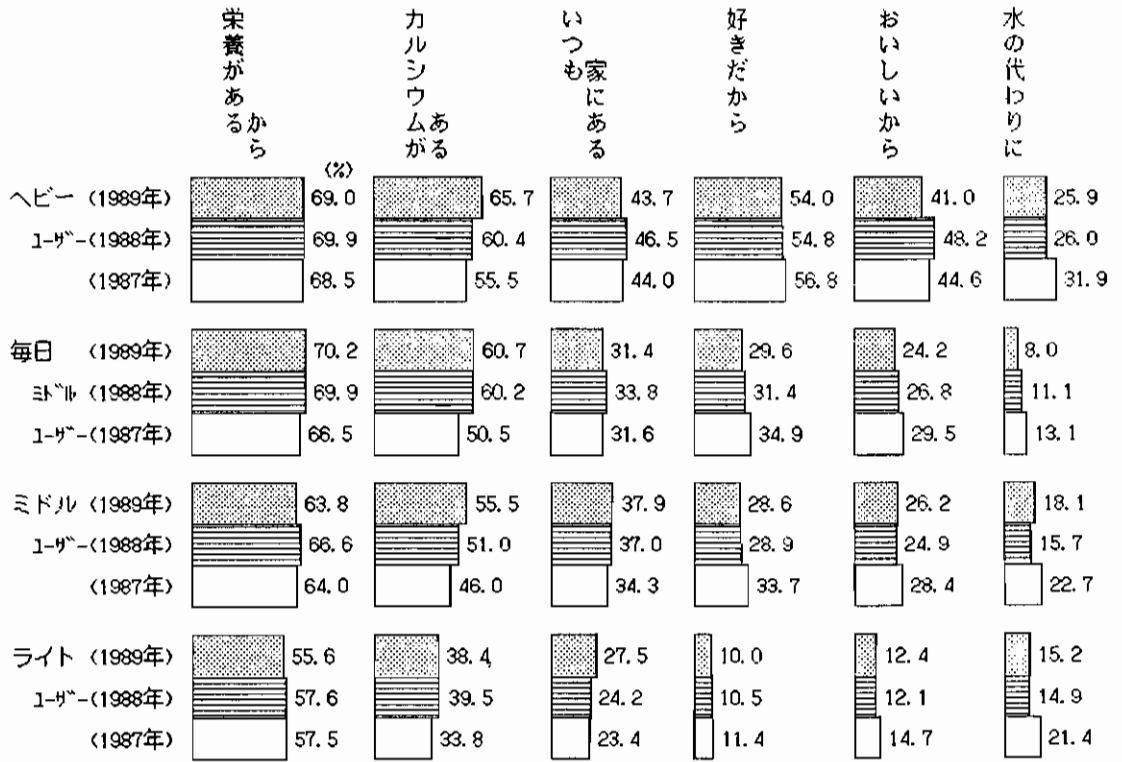 栄養があるから
カルシウムがある
いつも家にある
好きだから
おいしいから
水の代わりに
(%)
ヘビー (1989年) 69.0 65.7 43.7 54.0 41.0 25.9
ユーザー(1988年) 69.9 60.4 46.5 54.8 48.2 26.0
(1987年) 68.5 55.5 44.0 56.8 44.6 31.9
毎日 (1989年) 70.2 60.7 31.4 29.6 24.2 8.0
ミドル (1988年) 69.9 60.2 33.8 31.4 26.8 11.1
ユーザー(1987年) 66.5 50.5 31.6 34.9 29.5 13.1
ミドル (1989年) 63.8 55.5 37.9 28.6 26.2 18.1
ユーザー(1988年) 66.6 51.0 37.0 28.9 24.9 15.7
(1987年) 64.0 46.0 34.3 33.7 28.4 22.7
ライト (1989年) 55.6 38.4 27.5 10.0 12.4 15.2
ユーザー(1988年) 57.6 39.5 24.2 10.5 12.1 14.9
(1987年) 57.5 33.8 23.4 11.4 14.7 21.4